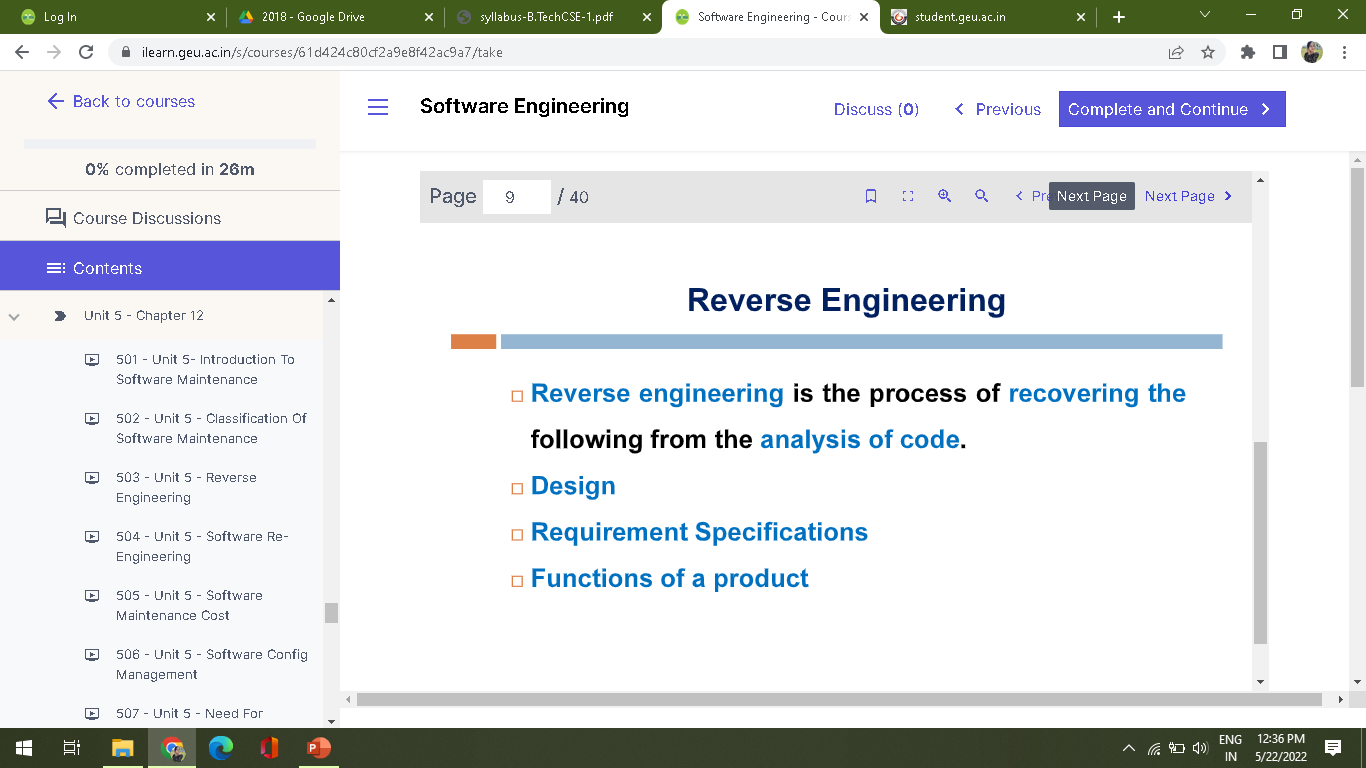 Log In
2018 - Google Drive
syllabus-B.TechCSE-1.pdf
Software Engineering - Cour
student.geu.ac.in
ilearn.geu.ac.in/s/courses/61d424c80cf2a9e8f42ac9a7/take
Back to courses
0% completed in 26m
Course Discussions
Contents
Unit 5 - Chapter 12
501 - Unit 5- Introduction To
Software Maintenance
502 - Unit 5 - Classification Of
Software Maintenance
503 - Unit 5 - Reverse
Engineering
504 - Unit 5 - Software Re-
Engineering
505 - Unit 5 - Software
Maintenance Cost
506 - Unit 5 - Software Config
Management
507 - Unit 5 - Need For
Software Engineering
Discuss (0)
Previous
Complete and Continue
Page 9 / 40
Pre
Next Page
Next Page
Reverse Engineering
Reverse engineering is the process of recovering the
following from the analysis of code.
Design
Requirement Specifications
Functions of a product
ENG
IN
12:36 PM
5/22/2022